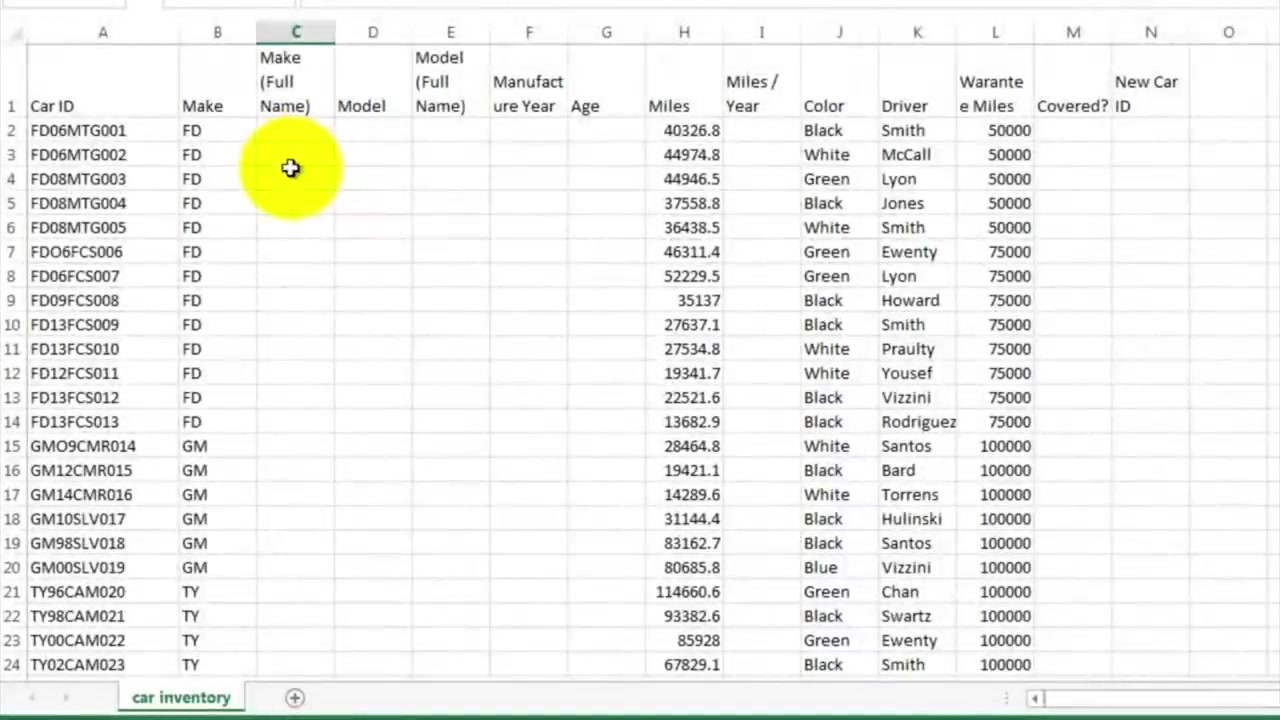 A B C D E F G H I J K L M N O
1 Car ID Make Make (Full Name) Model Model (Full Name) Manufact ure Year Age Miles Miles / Year Color Driver Warante e Miles Covered? New Car ID
2 FD06MTG001 FD 40326.8 Black Smith 50000
3 FD06MTG002 FD 44974.8 White McCall 50000
4 FD08MTG003 FD 44946.5 Green Lyon 50000
5 FD08MTG004 FD 37558.8 Black Jones 50000
6 FD08MTG005 FD 36438.5 White Smith 50000
7 FDO6FCS006 FD 46311.4 Green Ewenty 75000
8 FD06FCS007 FD 52229.5 Green Lyon 75000
9 FD09FCS008 FD 35137 Black Howard 75000
10 FD13FCS009 FD 27637.1 Black Smith 75000
11 FD13FCS010 FD 27534.8 White Praulty 75000
12 FD12FCS011 FD 19341.7 White Yousef 75000
13 FD13FCS012 FD 22521.6 Black Vizzini 75000
14 FD13FCS013 FD 13682.9 Black Rodriguez 75000
15 GMO9CMR014 GM 28464.8 White Santos 100000
16 GM12CMR015 GM 19421.1 Black Bard 100000
17 GM14CMR016 GM 14289.6 White Torrens 100000
18 GM10SLV017 GM 31144.4 Black Hulinski 100000
19 GM98SLV018 GM 83162.7 Black Santos 100000
20 GM00SLV019 GM 80685.8 Blue Vizzini 100000
21 TY96CAM020 TY 114660.6 Green Chan 100000
22 TY98CAM021 TY 93382.6 Black Swartz 100000
23 TY00CAM022 TY 85928 Green Ewenty 100000
24 TY02CAM023 TY 67829.1 Black Smith 100000
car inventory